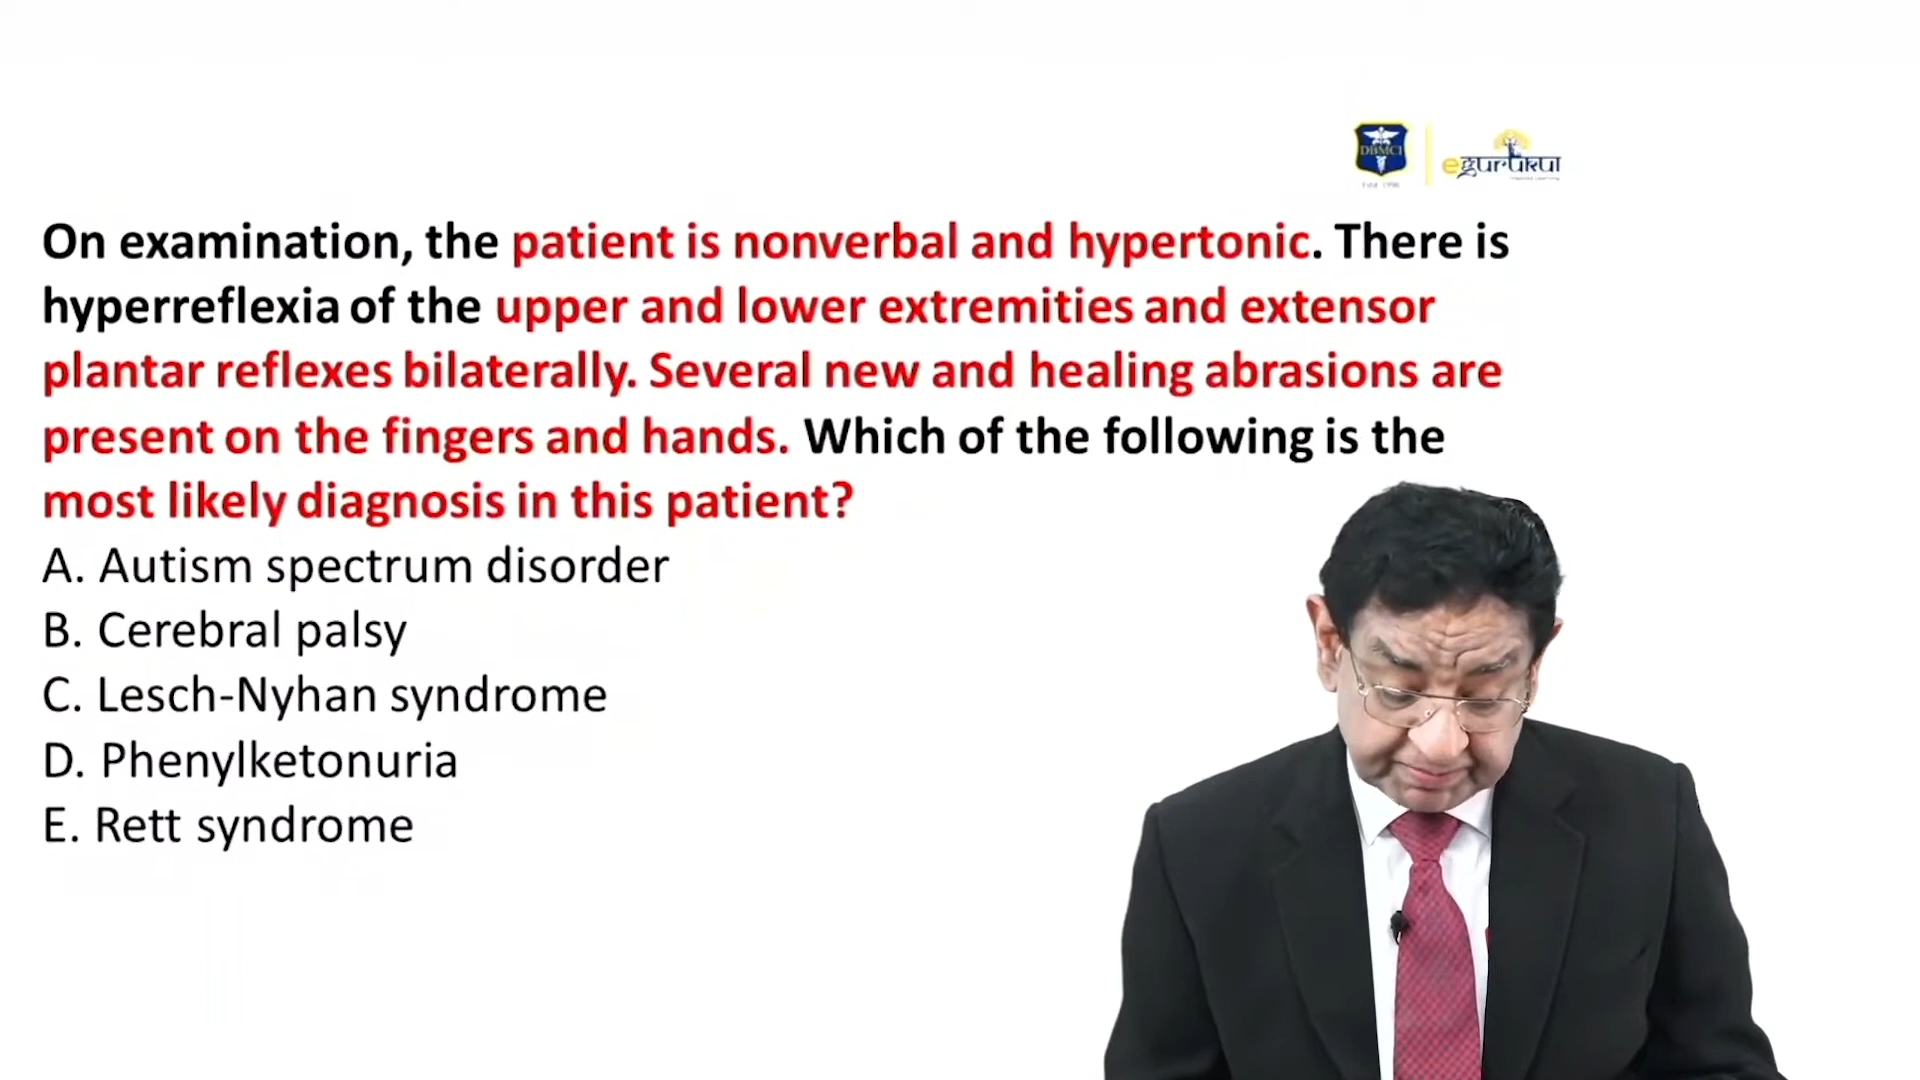 DBMCI
egurukul
On examination, the patient is nonverbal and hypertonic. There is
hyperreflexia of the upper and lower extremities and extensor
plantar reflexes bilaterally. Several new and healing abrasions are
present on the fingers and hands. Which of the following is the
most likely diagnosis in this patient?
A. Autism spectrum disorder
B. Cerebral palsy
C. Lesch-Nyhan syndrome
D. Phenylketonuria
E. Rett syndrome